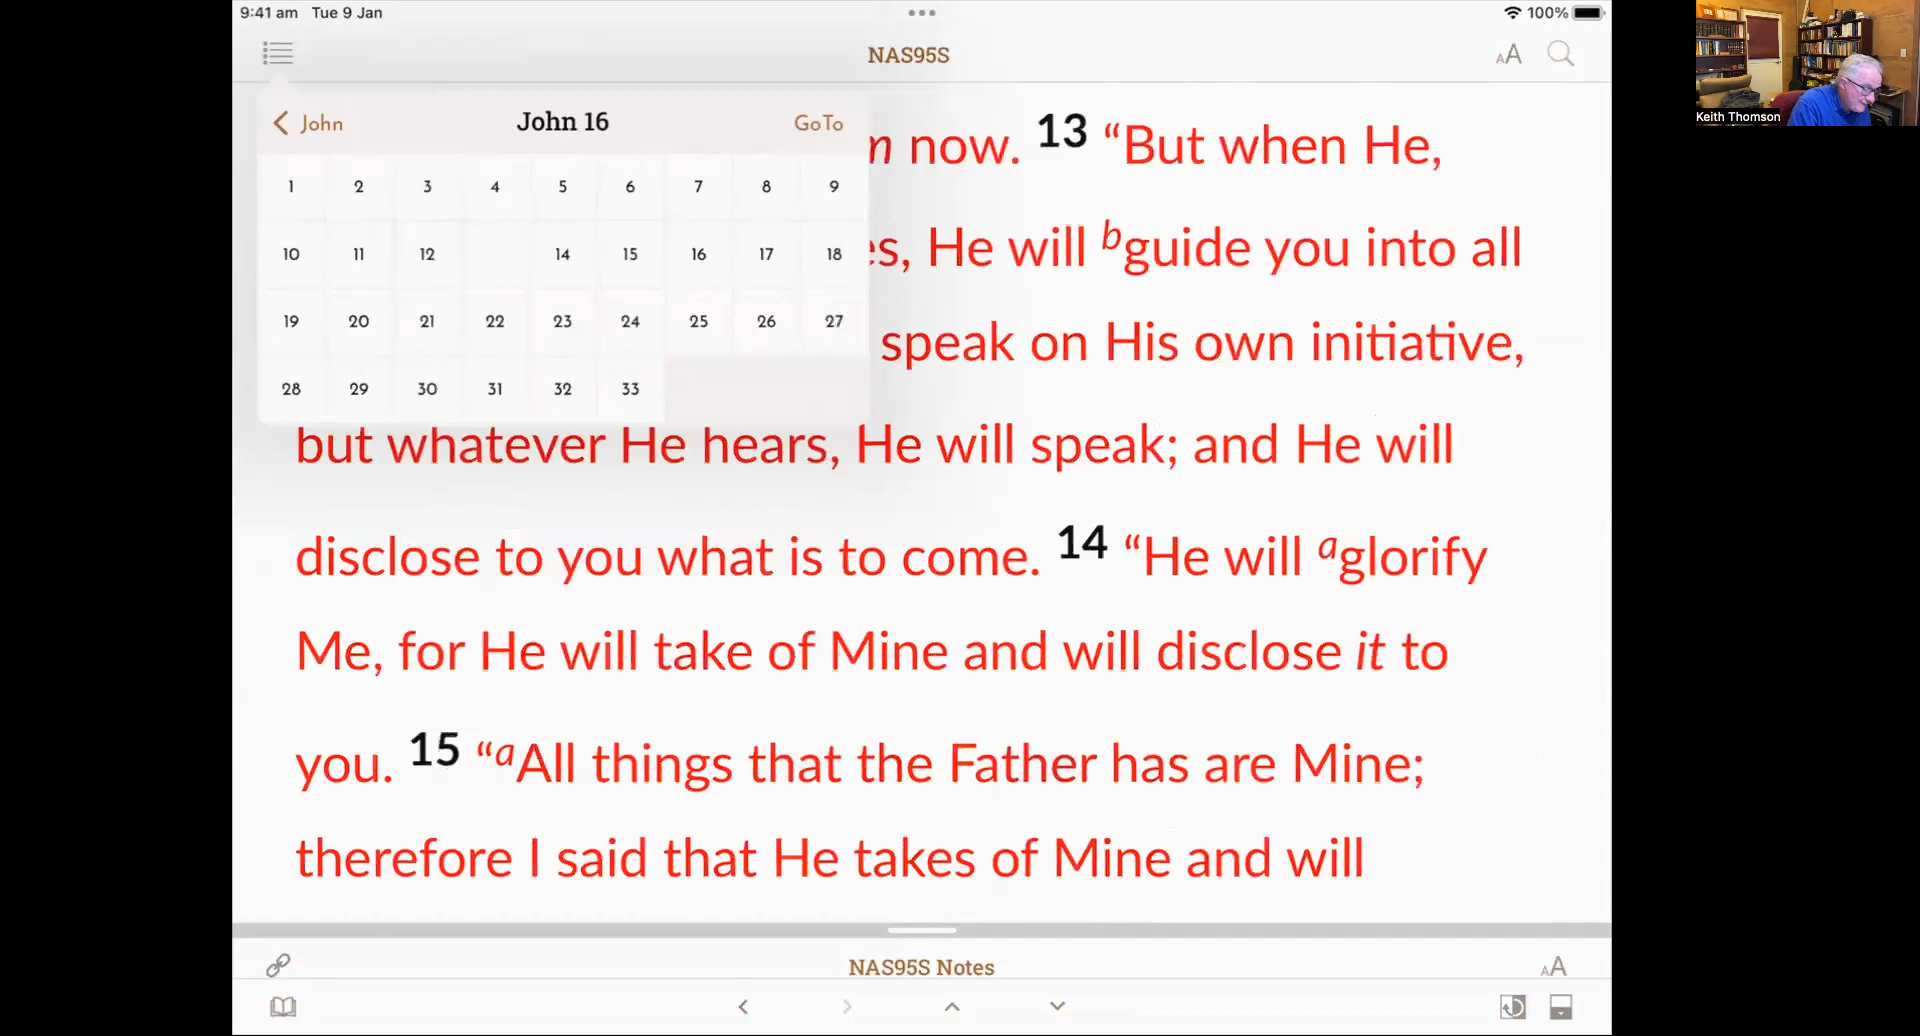 9:41 am Tue 9 Jan
100%
NAS95S
AA
John
John 16
GoTo
1 2 3 4 5 6 7 8 9
10 11 12 14 15 16 17 18
19 20 21 22 23 24 25 26 27
28 29 30 31 32 33
now. 13 “But when He,
He will b guide you into all
speak on His own initiative,
but whatever He hears, He will speak; and He will
disclose to you what is to come. 14 “He will a glorify
Me, for He will take of Mine and will disclose it to
you. 15 “a All things that the Father has are Mine;
therefore I said that He takes of Mine and will
NAS95S Notes
AA
Keith Thomson